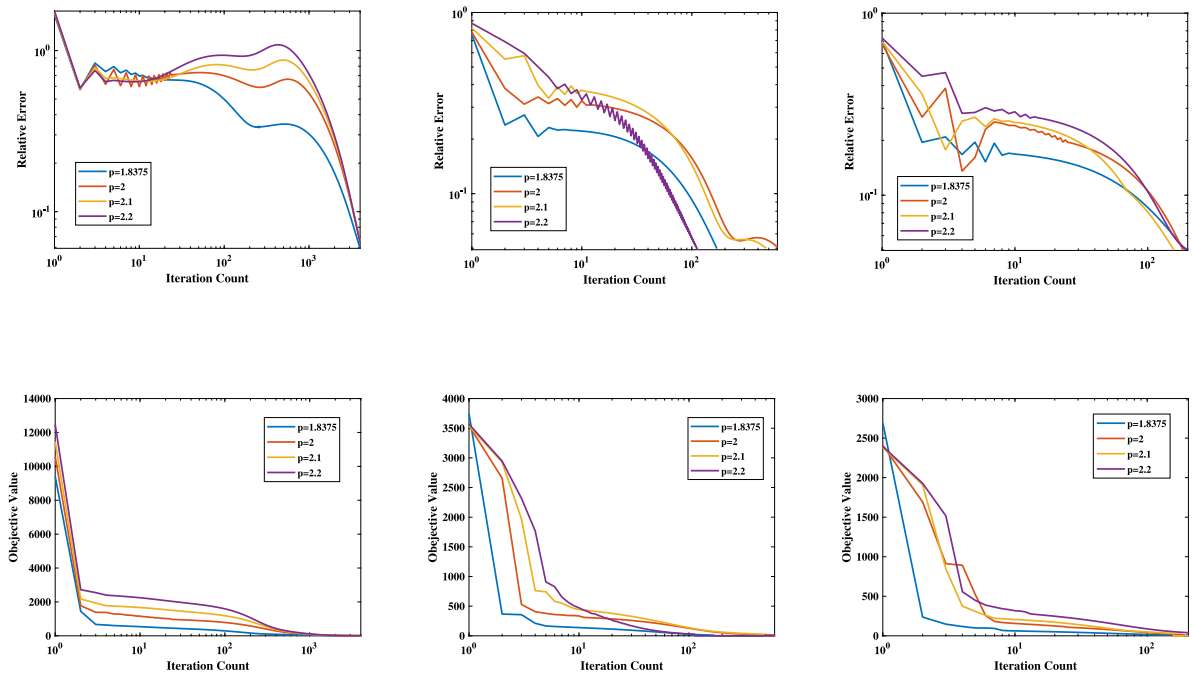 10^0
10^-1
Relative Error
p=1.8375
p=2
p=2.1
p=2.2
10^0
10^1
10^2
10^3
Iteration Count
10^0
10^-1
Relative Error
p=1.8375
p=2
p=2.1
p=2.2
10^0
10^1
10^2
Iteration Count
10^0
10^-1
Relative Error
p=1.8375
p=2
p=2.1
p=2.2
10^0
10^1
10^2
Iteration Count
14000
12000
10000
8000
6000
4000
2000
0
Obejective Value
p=1.8375
p=2
p=2.1
p=2.2
10^0
10^1
10^2
10^3
Iteration Count
4000
3500
3000
2500
2000
1500
1000
500
0
Obejective Value
p=1.8375
p=2
p=2.1
p=2.2
10^0
10^1
10^2
Iteration Count
3000
2500
2000
1500
1000
500
0
Obejective Value
p=1.8375
p=2
p=2.1
p=2.2
10^0
10^1
10^2
Iteration Count